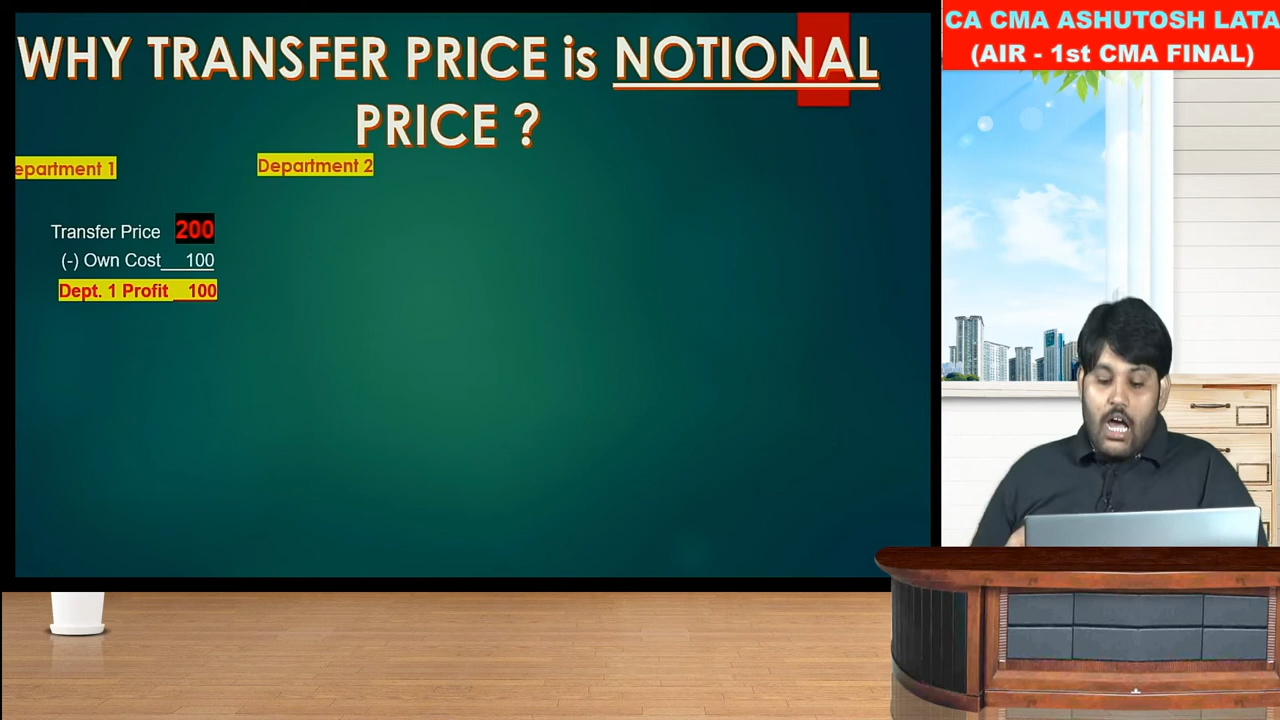 WHY TRANSFER PRICE is NOTIONAL
PRICE ?
epartment 1
Department 2
Transfer Price 200
(-) Own Cost 100
Dept. 1 Profit 100
CA CMA ASHUTOSH LATA
(AIR - 1st CMA FINAL)